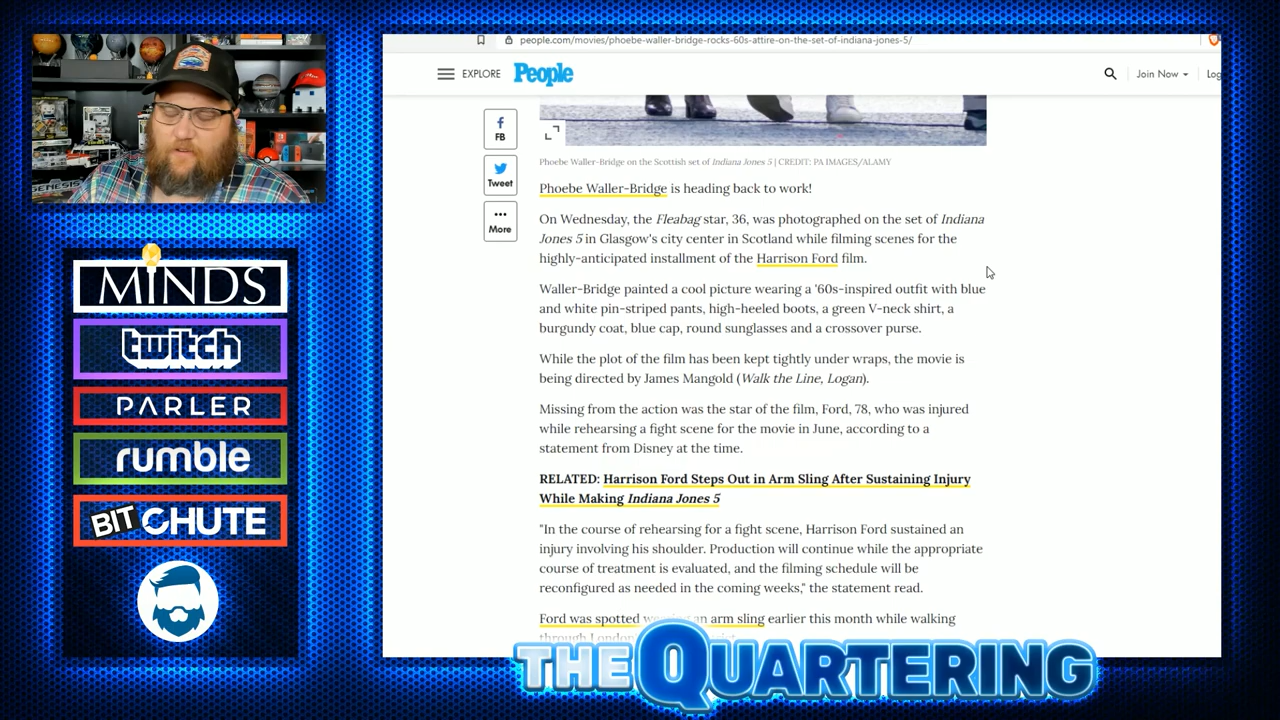 people.com/movies/phoebe-waller-bridge-rocks-60s-attire-on-the-set-of-indiana-jones-5/
EXPLORE
People
Join Now
Log
FB
Tweet
More
Phoebe Waller-Bridge on the Scottish set of Indiana Jones 5 | CREDIT: PA IMAGES/ALAMY
Phoebe Waller-Bridge is heading back to work!
On Wednesday, the Fleabag star, 36, was photographed on the set of Indiana
Jones 5 in Glasgow's city center in Scotland while filming scenes for the
highly-anticipated installment of the Harrison Ford film.
Waller-Bridge painted a cool picture wearing a '60s-inspired outfit with blue
and white pin-striped pants, high-heeled boots, a green V-neck shirt, a
burgundy coat, blue cap, round sunglasses and a crossover purse.
While the plot of the film has been kept tightly under wraps, the movie is
being directed by James Mangold (Walk the Line, Logan).
Missing from the action was the star of the film, Ford, 78, who was injured
while rehearsing a fight scene for the movie in June, according to a
statement from Disney at the time.
RELATED: Harrison Ford Steps Out in Arm Sling After Sustaining Injury
While Making Indiana Jones 5
"In the course of rehearsing for a fight scene, Harrison Ford sustained an
injury involving his shoulder. Production will continue while the appropriate
course of treatment is evaluated, and the filming schedule will be
reconfigured as needed in the coming weeks," the statement read.
Ford was spotted wearing an arm sling earlier this month while walking
through London
GENESIS
MINDS
twitch
PARLER
rumble
BITCHUTE
THE QUARTERING